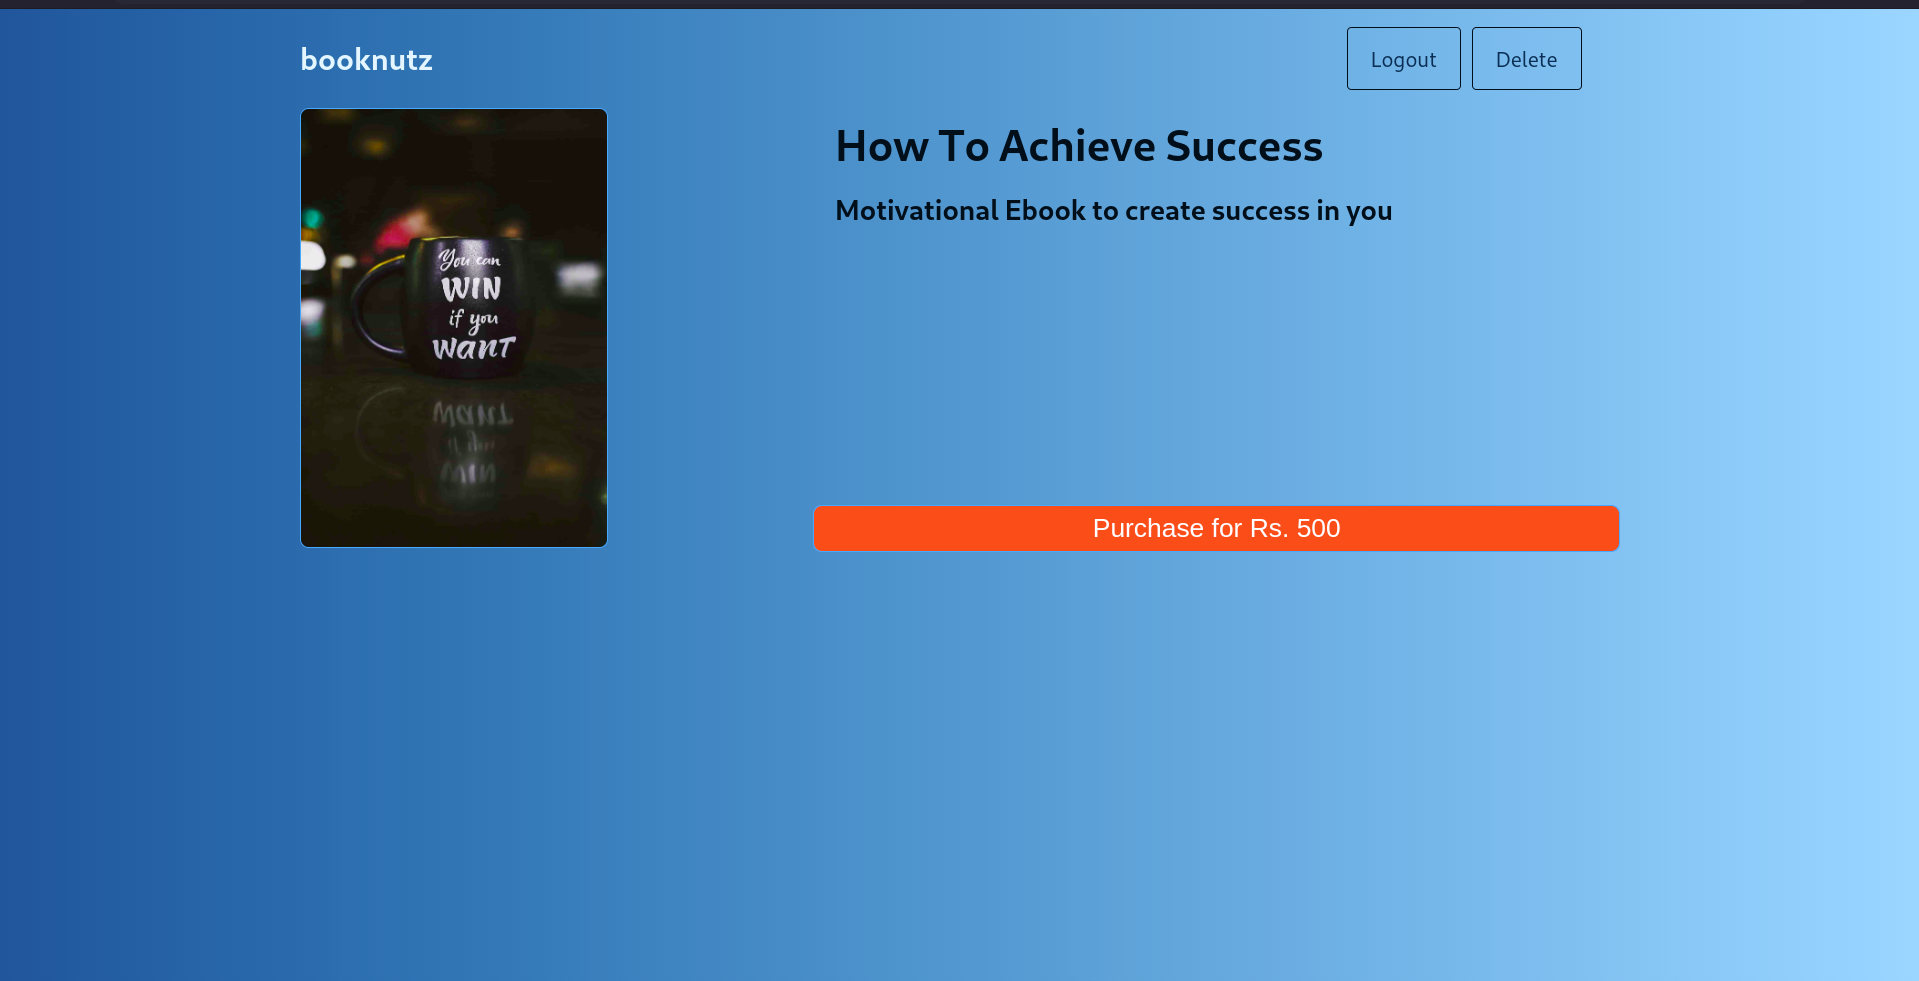 booknutz
Logout
Delete
You can
WIN
if you
WANT
How To Achieve Success
Motivational Ebook to create success in you
Purchase for Rs. 500